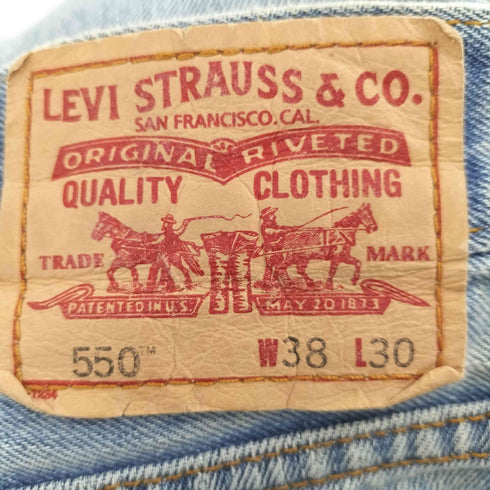 LEVI STRAUSS & CO.
SAN FRANCISCO, CAL.
ORIGINAL RIVETED
QUALITY CLOTHING
TRADE MARK
PATENTED IN U.S. MAY 20 1873
550™ W38 L30